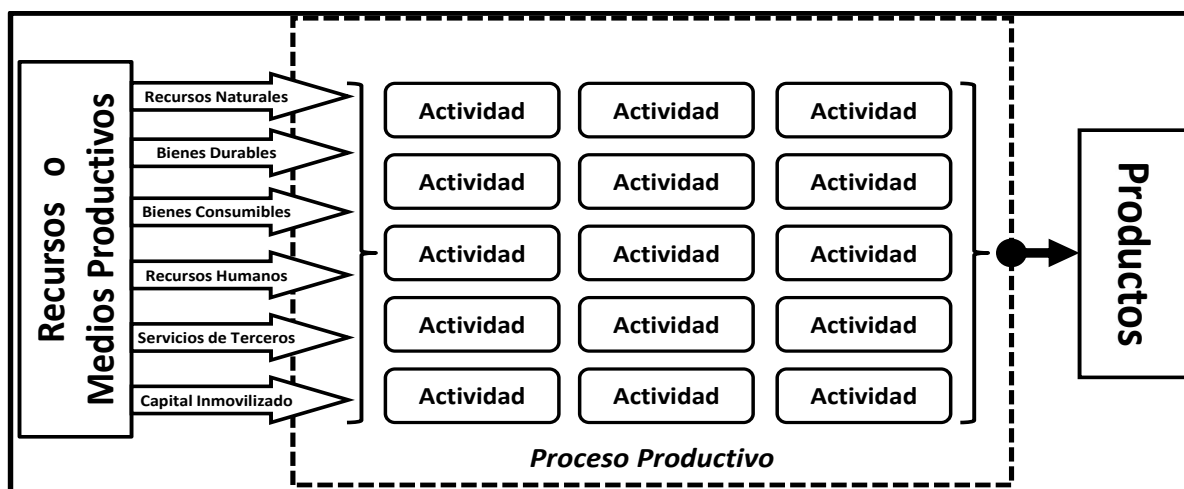 Recursos o
Medios Productivos
Recursos Naturales
Bienes Durables
Bienes Consumibles
Recursos Humanos
Servicios de Terceros
Capital Inmovilizado
Actividad Actividad Actividad
Actividad Actividad Actividad
Actividad Actividad Actividad
Actividad Actividad Actividad
Actividad Actividad Actividad
Proceso Productivo
Productos